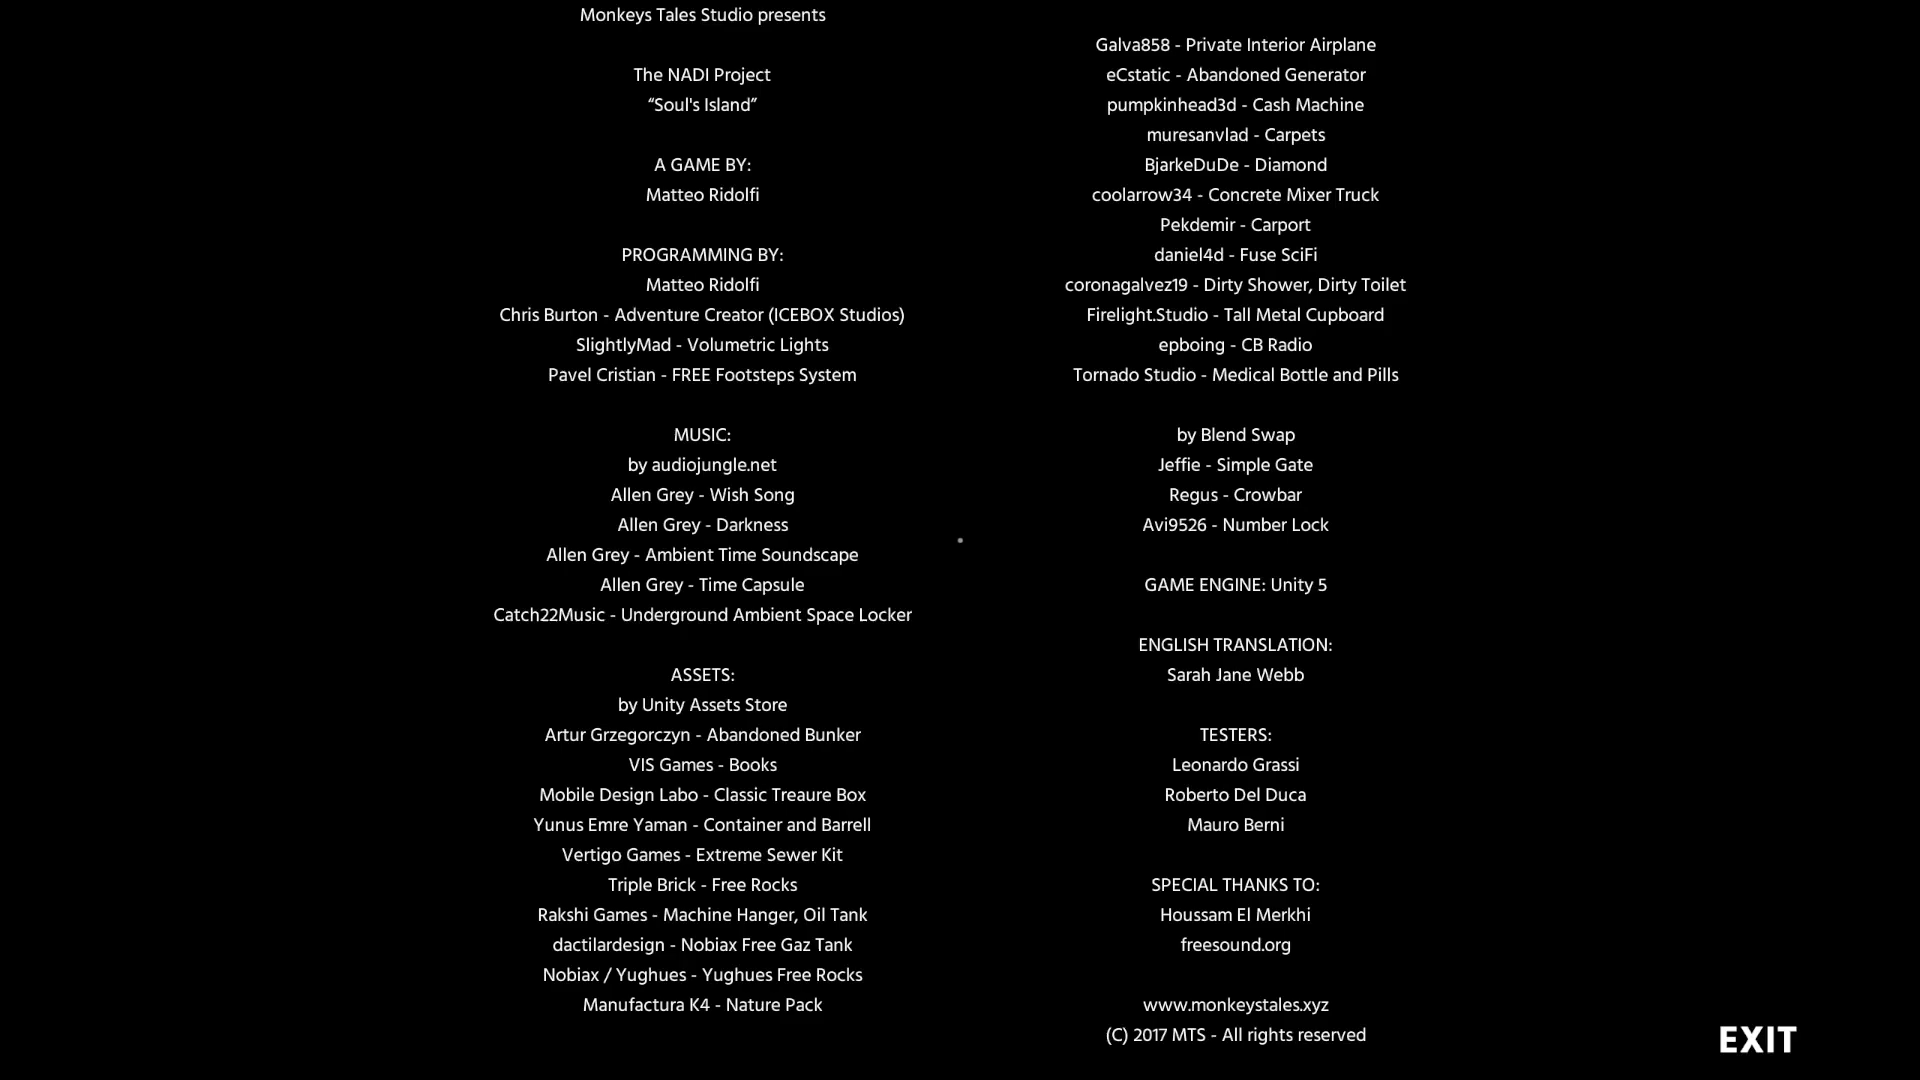 Monkeys Tales Studio presents
The NADI Project
“Soul's Island”
A GAME BY:
Matteo Ridolfi
PROGRAMMING BY:
Matteo Ridolfi
Chris Burton - Adventure Creator (ICEBOX Studios)
SlightlyMad - Volumetric Lights
Pavel Cristian - FREE Footsteps System
MUSIC:
by audiojungle.net
Allen Grey - Wish Song
Allen Grey - Darkness
Allen Grey - Ambient Time Soundscape
Allen Grey - Time Capsule
Catch22Music - Underground Ambient Space Locker
ASSETS:
by Unity Assets Store
Artur Grzegorczyn - Abandoned Bunker
VIS Games - Books
Mobile Design Labo - Classic Treaure Box
Yunus Emre Yaman - Container and Barrell
Vertigo Games - Extreme Sewer Kit
Triple Brick - Free Rocks
Rakshi Games - Machine Hanger, Oil Tank
dactilardesign - Nobiax Free Gaz Tank
Nobiax / Yughues - Yughues Free Rocks
Manufactura K4 - Nature Pack
Galva858 - Private Interior Airplane
eCstatic - Abandoned Generator
pumpkinhead3d - Cash Machine
muresanvlad - Carpets
BjarkeDuDe - Diamond
coolarrow34 - Concrete Mixer Truck
Pekdemir - Carport
daniel4d - Fuse SciFi
coronagalvez19 - Dirty Shower, Dirty Toilet
Firelight.Studio - Tall Metal Cupboard
epboing - CB Radio
Tornado Studio - Medical Bottle and Pills
by Blend Swap
Jeffie - Simple Gate
Regus - Crowbar
Avi9526 - Number Lock
GAME ENGINE: Unity 5
ENGLISH TRANSLATION:
Sarah Jane Webb
TESTERS:
Leonardo Grassi
Roberto Del Duca
Mauro Berni
SPECIAL THANKS TO:
Houssam El Merkhi
freesound.org
www.monkeystales.xyz
(C) 2017 MTS - All rights reserved
EXIT